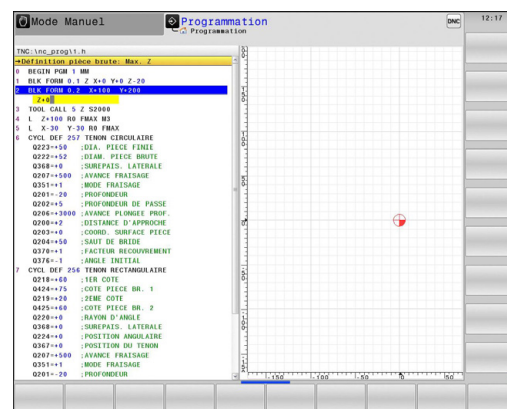 Mode Manuel
Programmation
Programmation
DNC
12:17
TNC:\nc_prog\1.h
→Définition pièce brute: Max. Z
0 BEGIN PGM 1 MM
1 BLK FORM 0.1 Z X+0 Y+0 Z-20
2 BLK FORM 0.2 X+100 Y+200
Z+0
3 TOOL CALL 5 Z S2000
4 L Z+100 R0 FMAX M3
5 L X-30 Y-30 R0 FMAX
6 CYCL DEF 257 TENON CIRCULAIRE
Q223=+50 ;DIA. PIECE FINIE
Q222=+52 ;DIAM. PIECE BRUTE
Q368=+0 ;SUREPAIS. LATERALE
Q207=+500 ;AVANCE FRAISAGE
Q351=+1 ;MODE FRAISAGE
Q201=-20 ;PROFONDEUR
Q202=+5 ;PROFONDEUR DE PASSE
Q206=+3000 ;AVANCE PLONGEE PROF.
Q200=+2 ;DISTANCE D'APPROCHE
Q203=+0 ;COORD. SURFACE PIECE
Q204=+50 ;SAUT DE BRIDE
Q370=+1 ;FACTEUR RECOUVREMENT
Q376=-1 ;ANGLE INITIAL
7 CYCL DEF 256 TENON RECTANGULAIRE
Q218=+60 ;1ER COTE
Q424=+75 ;COTE PIECE BR. 1
Q219=+20 ;2EME COTE
Q425=+60 ;COTE PIECE BR. 2
Q220=+0 ;RAYON D'ANGLE
Q368=+0 ;SUREPAIS. LATERALE
Q224=+0 ;POSITION ANGULAIRE
Q367=+0 ;POSITION DU TENON
Q207=+500 ;AVANCE FRAISAGE
Q351=+1 ;MODE FRAISAGE
Q201=-20 ;PROFONDEUR
-150 -100 -50 0 50